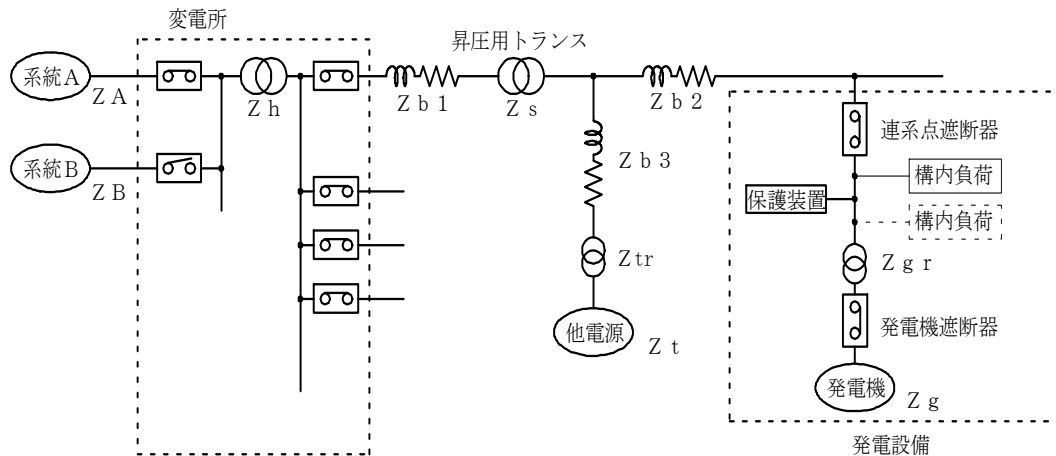 変電所
昇圧用トランス
系統A
ZA
Zh
Zb1
Zs
Zb2
連系点遮断器
系統B
ZB
Zb3
構内負荷
保護装置
構内負荷
Ztr
Zgr
他電源
Zt
発電機遮断器
発電機
Zg
発電設備